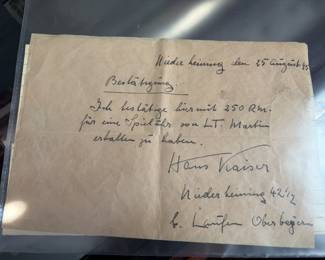 Niederheining den 25 August 45
Bestätigung
Ich bestätige hiermit 250 Rm.
für eine Spieluhr von LT. Martin
erhalten zu haben.
Hans Kaiser
Niederheining 42 1/2
b. Laufen Oberbayern